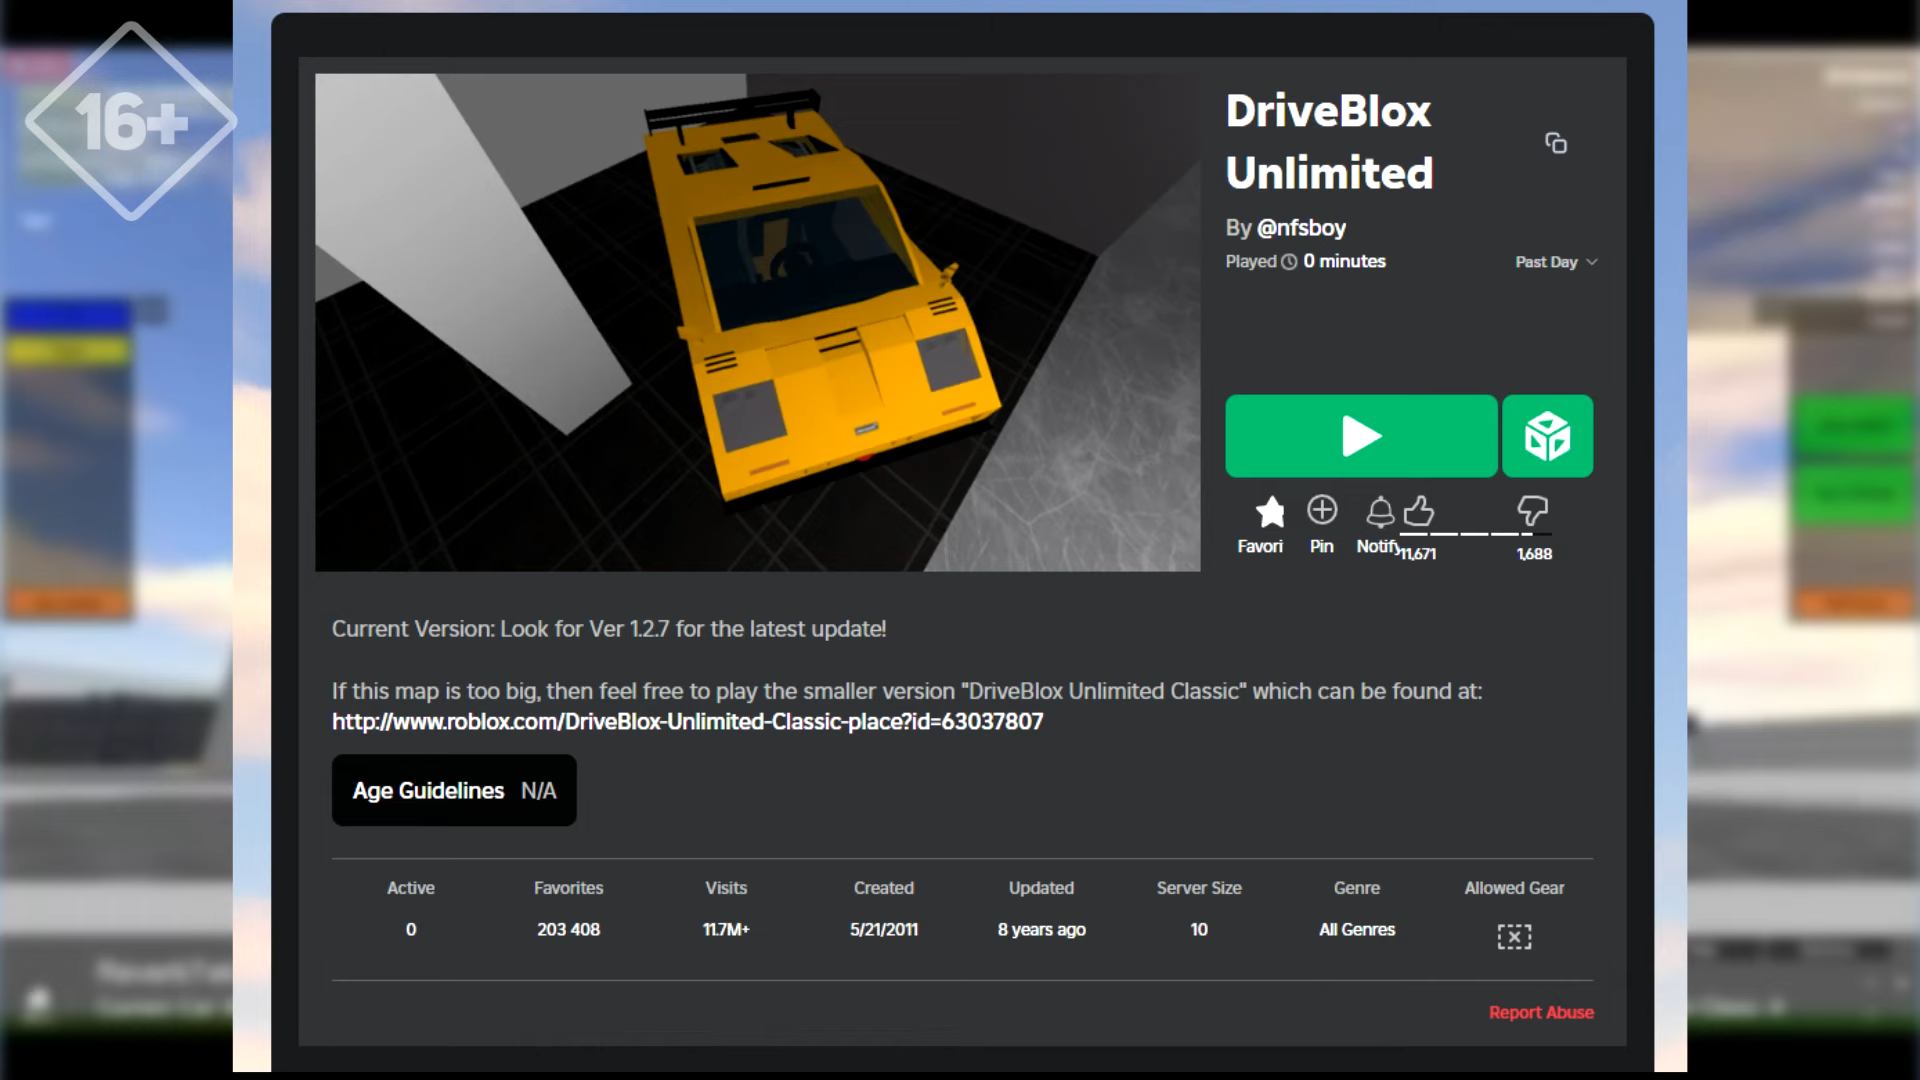 16+
DriveBlox
Unlimited
By @nfsboy
Played 0 minutes
Past Day
Favori
Pin
Notify
11,671
1,688
Current Version: Look for Ver 1.2.7 for the latest update!
If this map is too big, then feel free to play the smaller version "DriveBlox Unlimited Classic" which can be found at:
http://www.roblox.com/DriveBlox-Unlimited-Classic-place?id=63037807
Age Guidelines N/A
Active Favorites Visits Created Updated Server Size Genre Allowed Gear
0 203 408 11.7M+ 5/21/2011 8 years ago 10 All Genres
Report Abuse